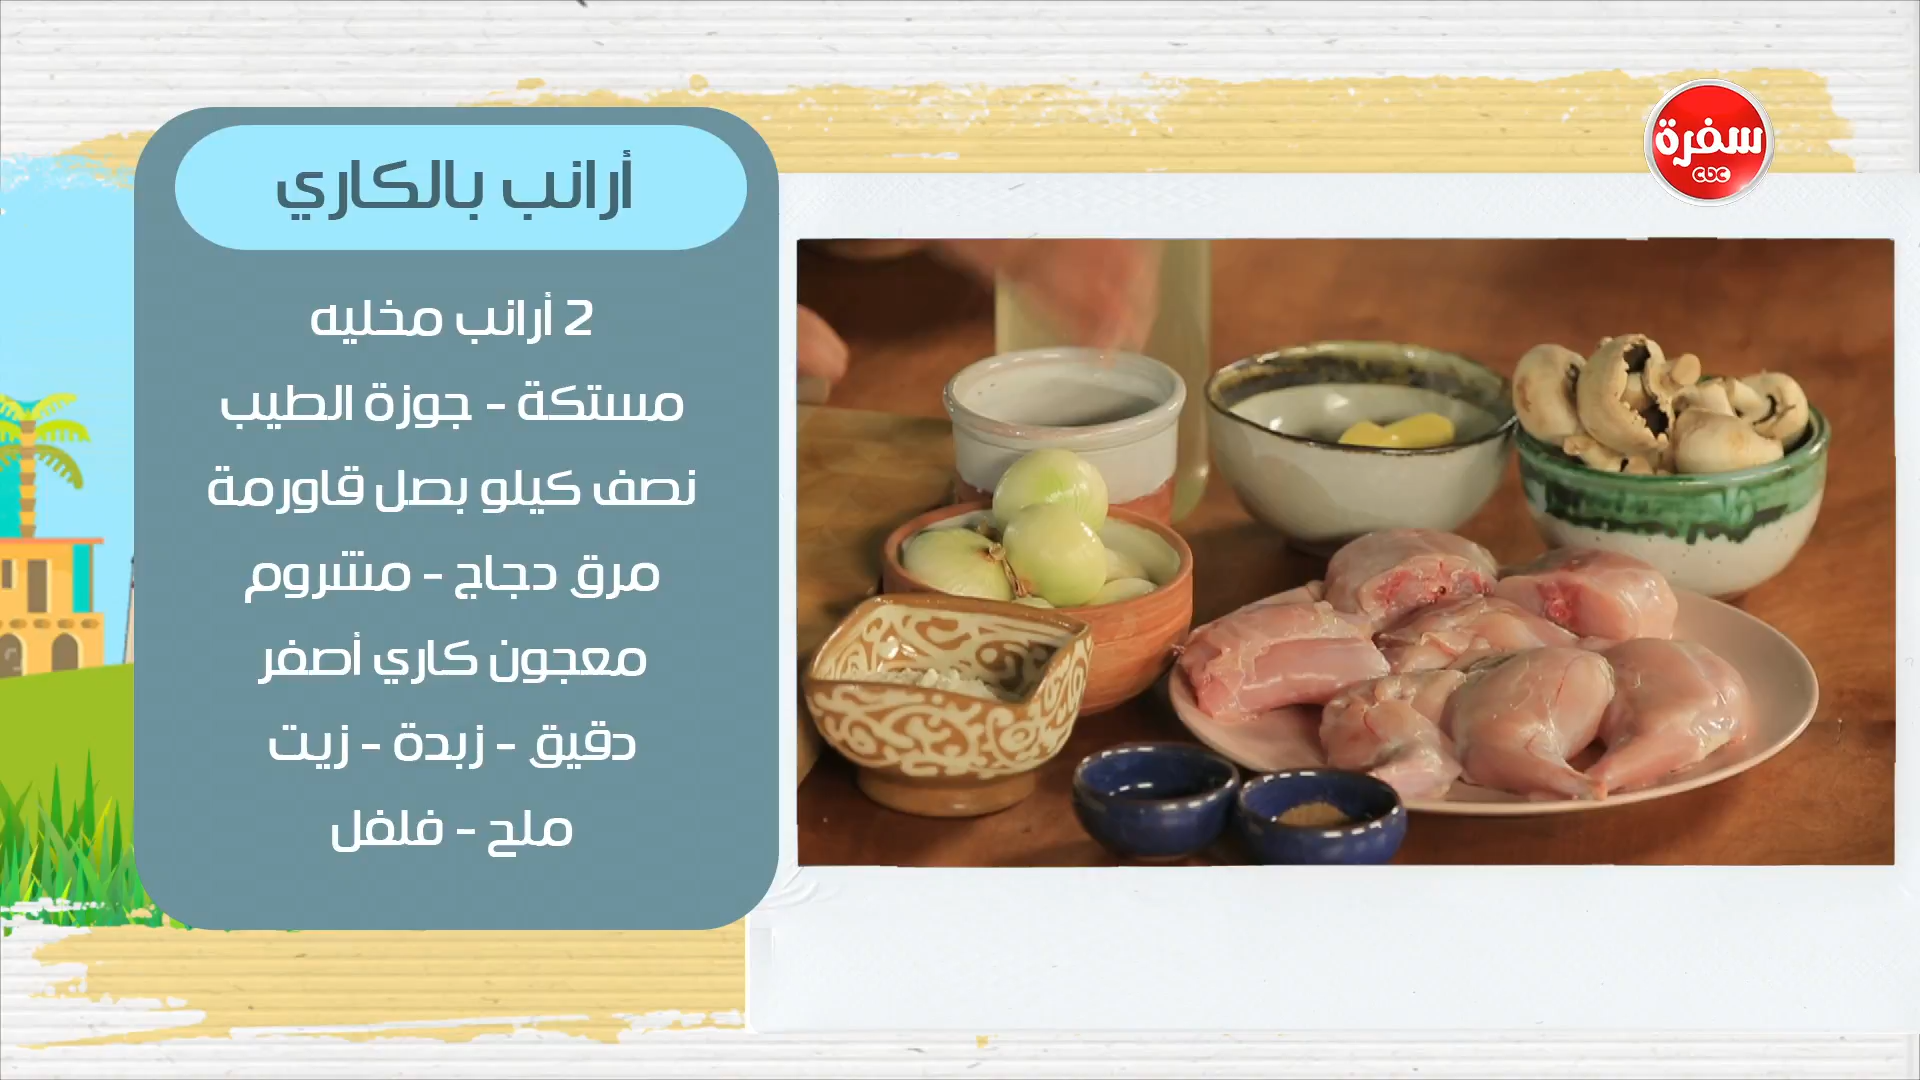 أرانب بالكاري
2 أرانب مخليه
مستكة - جوزة الطيب
نصف كيلو بصل قاورمة
مرق دجاج - مشروم
معجون كاري أصفر
دقيق - زبدة - زيت
ملح - فلفل
سفرة
cbc